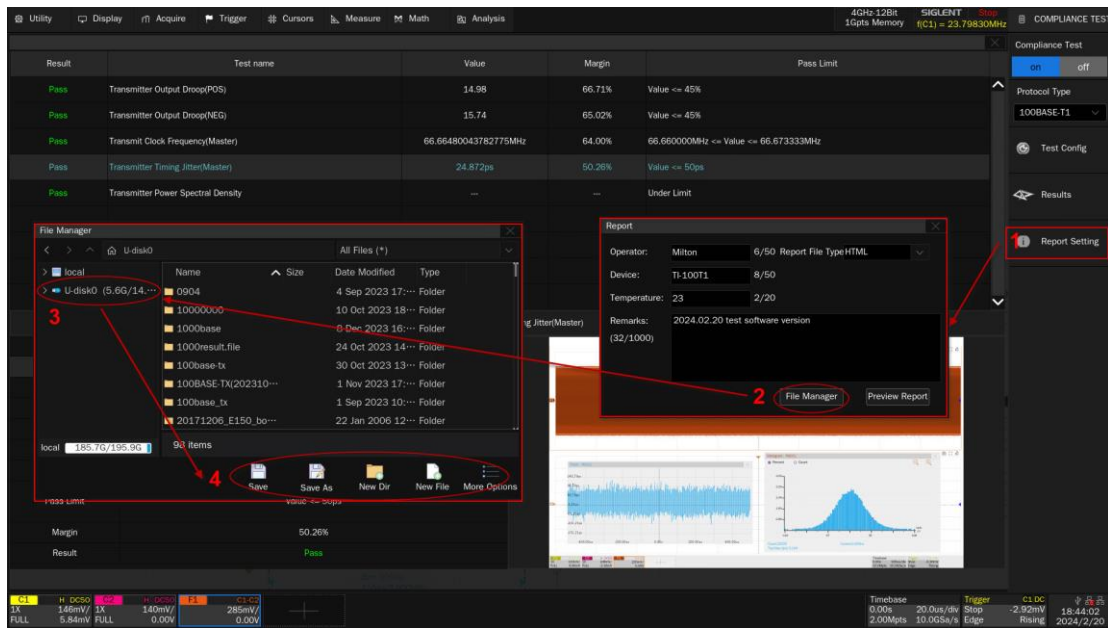 Utility Display Acquire Trigger Cursors Measure Math Analysis
4GHz 12Bit SIGLENT Stop
1Gpts Memory f(C1) = 23.79830MHz
COMPLIANCE TES
Result Test name Value Margin Pass Limit
Pass Transmitter Output Droop(POS) 14.98 66.71% Value <= 45%
Pass Transmitter Output Droop(NEG) 15.74 65.02% Value <= 45%
Pass Transmit Clock Frequency(Master) 66.66480043782775MHz 64.00% 66.660000MHz <= Value <= 66.673333MHz
Pass Transmitter Timing Jitter(Master) 24.872ps 50.26% Value <= 50ps
Pass Transmitter Power Spectral Density — — Under Limit
Compliance Test
on off
Protocol Type
100BASE-T1
Test Config
Results
1 Report Setting
File Manager
U-disk0 All Files (*)
local
U-disk0 (5.6G/14.…
3
Name Size Date Modified Type
0904 4 Sep 2023 17:… Folder
10000000 10 Oct 2023 18… Folder
1000base 8 Dec 2023 16:… Folder
1000result.file 24 Oct 2023 14… Folder
100base-tx 30 Oct 2023 13… Folder
100BASE-TX(202310… 1 Nov 2023 17:… Folder
100base_tx 1 Sep 2023 10:… Folder
20171206_E150_bo… 22 Jan 2006 12… Folder
local 185.7G/195.9G 98 items
4
Save Save As New Dir New File More Options
Report
Operator: Milton 6/50 Report File Type HTML
Device: TI-100T1 8/50
Temperature: 23 2/20
Remarks: 2024.02.20 test software version
(32/1000)
2 File Manager Preview Report
ng Jitter(Master)
Pass Limit Value <= 50ps
Margin 50.26%
Result Pass
C1 H DC50
1X 146mV/
FULL 5.84mV
C2 H DC50
1X 140mV/
FULL 0.00V
F1 C1-C2
285mV/
0.00V
Timebase
0.00s 20.0us/div
2.00Mpts 10.0GSa/s
Trigger C1 DC
Stop -2.92mV
Edge Rising
18:44:02
2024/2/20